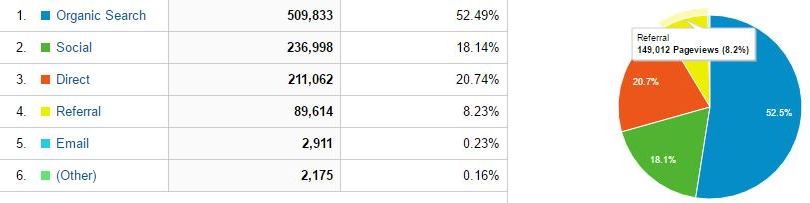 1. Organic Search 509,833 52.49%
2. Social 236,998 18.14%
3. Direct 211,062 20.74%
4. Referral 89,614 8.23%
5. Email 2,911 0.23%
6. (Other) 2,175 0.16%
Referral
149,012 Pageviews (8.2%)
20.7%
52.5%
18.1%